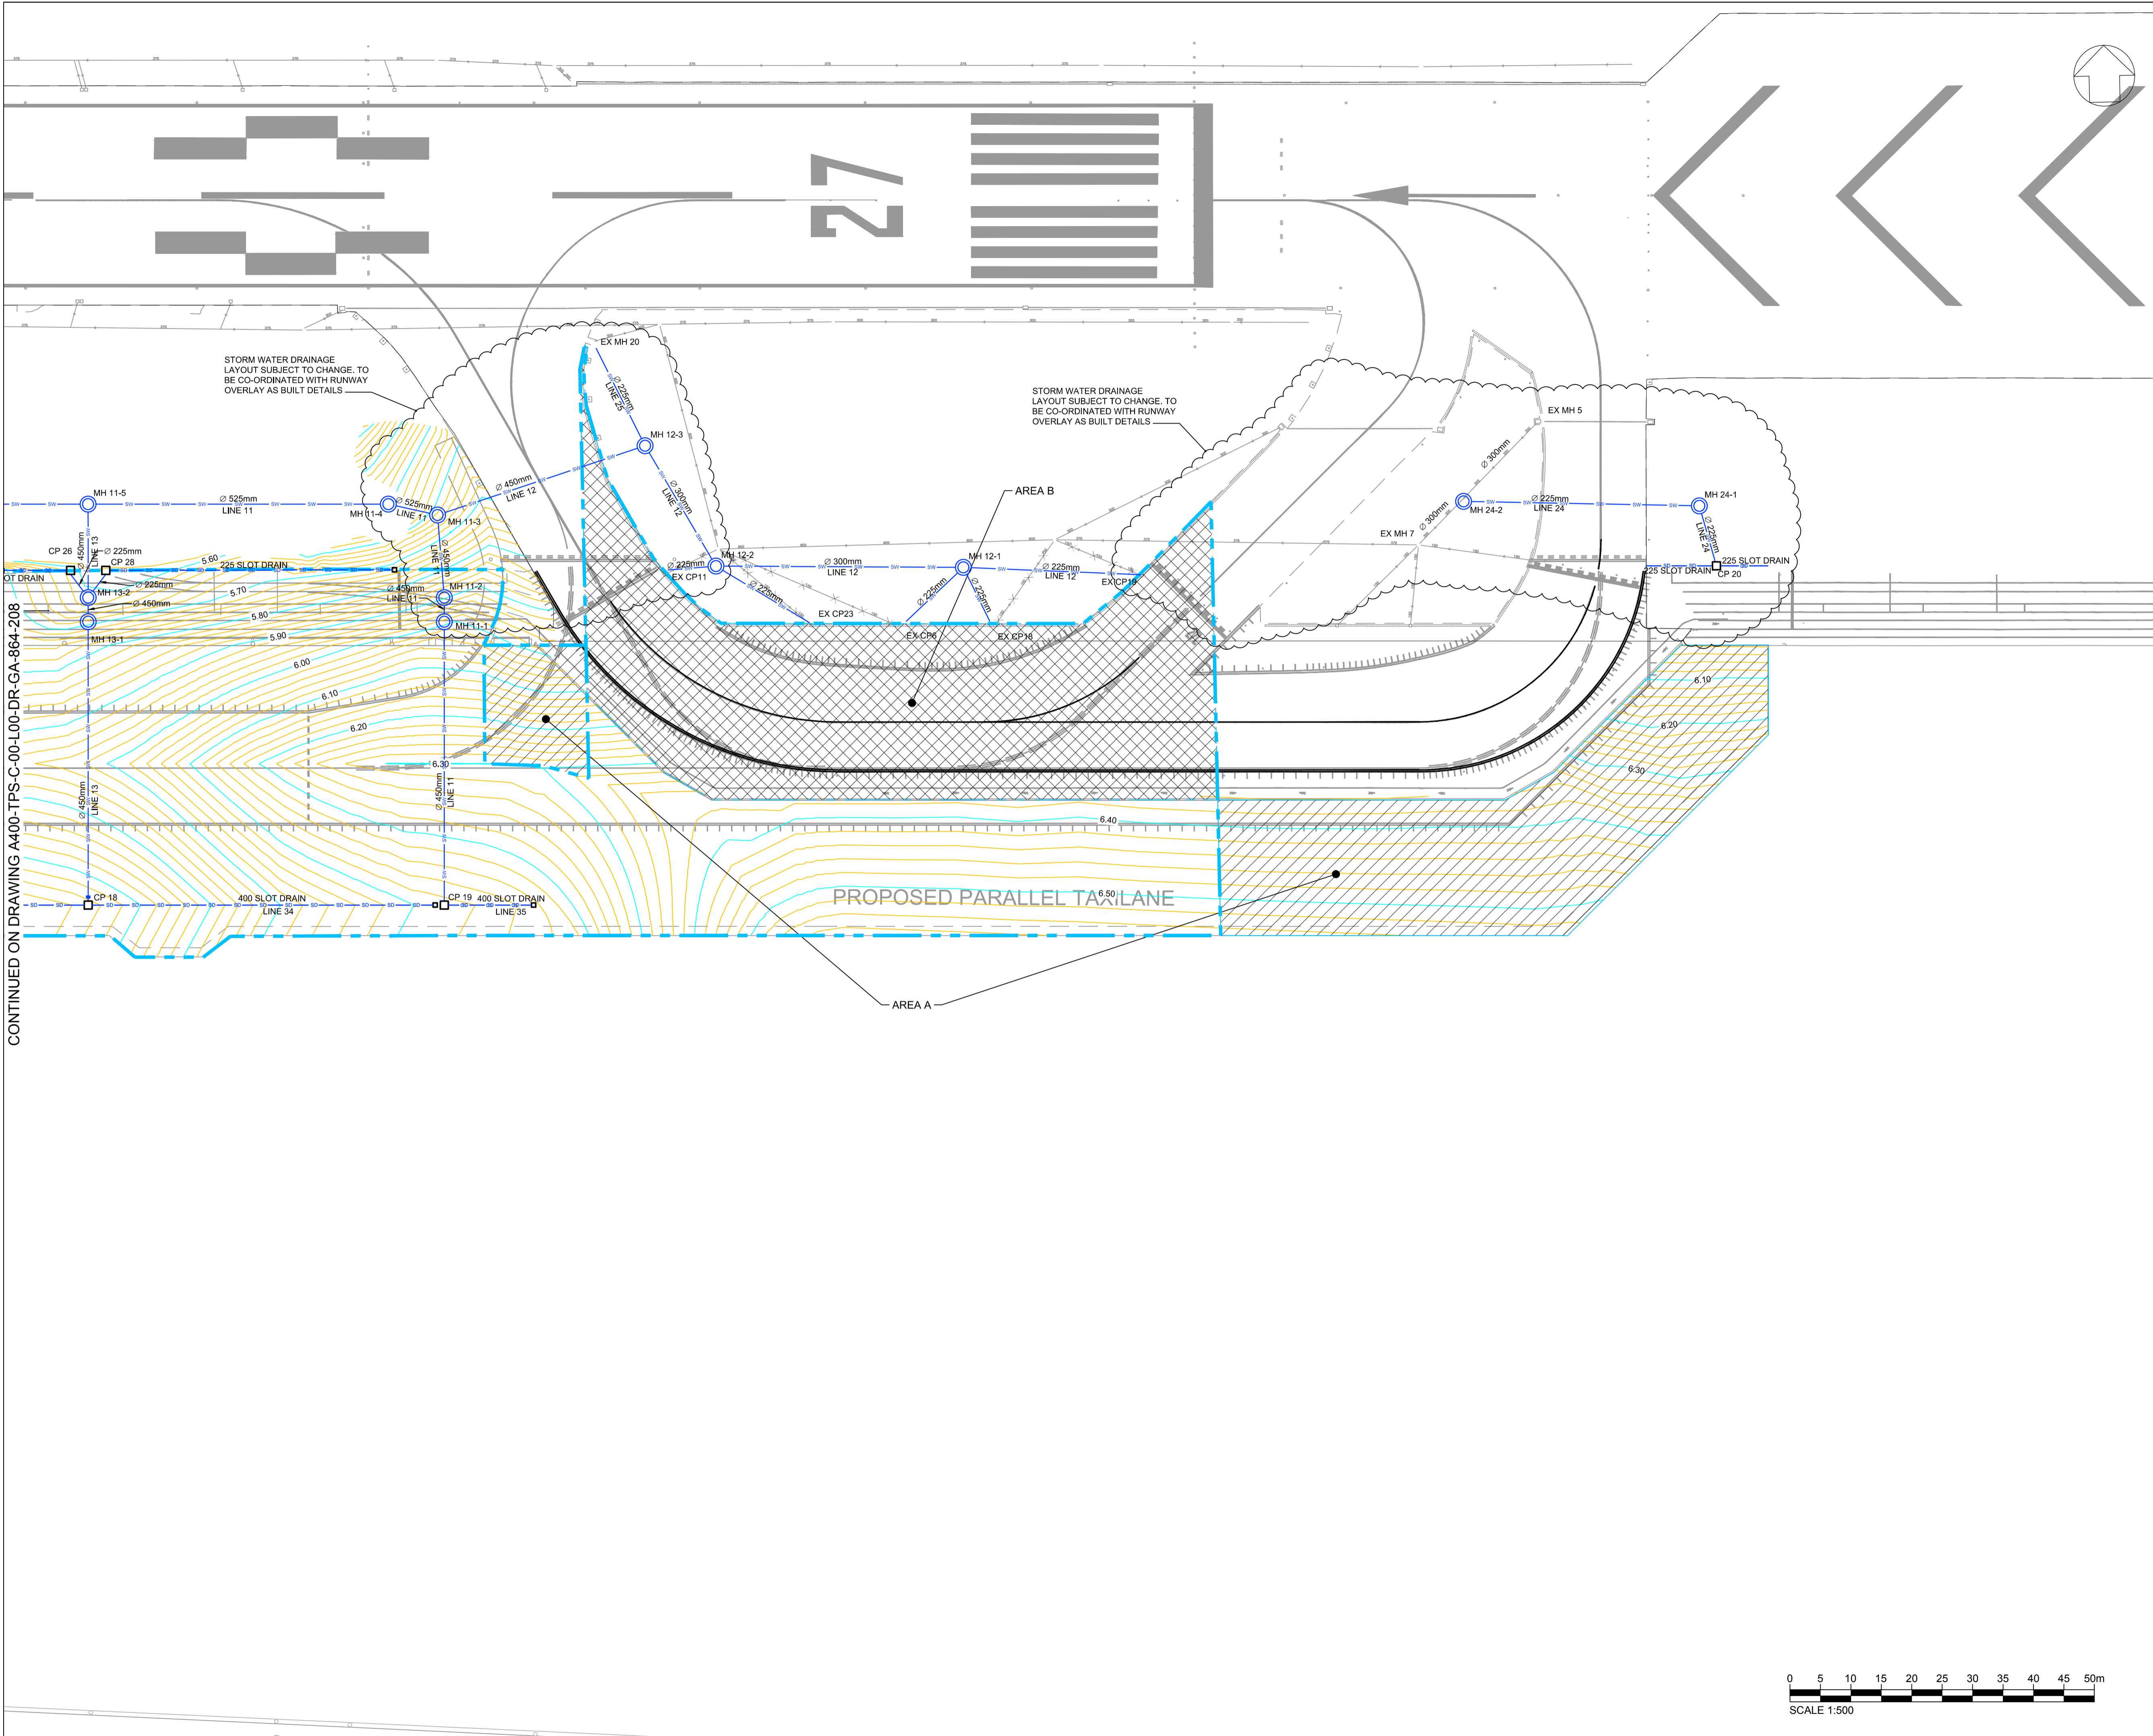 27
STORM WATER DRAINAGE
LAYOUT SUBJECT TO CHANGE. TO
BE CO-ORDINATED WITH RUNWAY
OVERLAY AS BUILT DETAILS
EX MH 20
Ø 225mm
LINE 25
MH 12-3
STORM WATER DRAINAGE
LAYOUT SUBJECT TO CHANGE. TO
BE CO-ORDINATED WITH RUNWAY
OVERLAY AS BUILT DETAILS
EX MH 5
Ø 300mm
AREA B
MH 11-5
Ø 525mm
LINE 11
MH 11-4
Ø 525mm
LINE 11
MH 11-3
Ø 450mm
LINE 12
Ø 300mm
LINE 12
MH 24-2
Ø 225mm
LINE 24
MH 24-1
Ø 225mm
LINE 24
EX MH 7
Ø 300mm
CP 26
Ø 450mm
LINE 13
Ø 225mm
CP 28
5.60
225 SLOT DRAIN
OT DRAIN
Ø 450mm
LINE 11
MH 12-2
Ø 225mm
EX CP11
Ø 300mm
LINE 12
MH 12-1
Ø 225mm
LINE 12
EX CP19
225 SLOT DRAIN
225 SLOT DRAIN
CP 20
Ø 225mm
MH 13-2
Ø 450mm
5.70
Ø 450mm
LINE 11
MH 11-2
Ø 225mm
Ø 225mm
Ø 225mm
EX CP23
EX CP6
EX CP18
5.80
MH 11-1
MH 13-1
5.90
6.00
6.10
6.20
6.30
6.10
6.20
6.30
Ø 450mm
LINE 13
Ø 450mm
LINE 11
6.40
6.50
PROPOSED PARALLEL TAXILANE
CP 18
400 SLOT DRAIN
LINE 34
CP 19
400 SLOT DRAIN
LINE 35
AREA A
CONTINUED ON DRAWING A400-TPS-C-000-L00-DR-GA-864-208
0 5 10 15 20 25 30 35 40 45 50m
SCALE 1:500